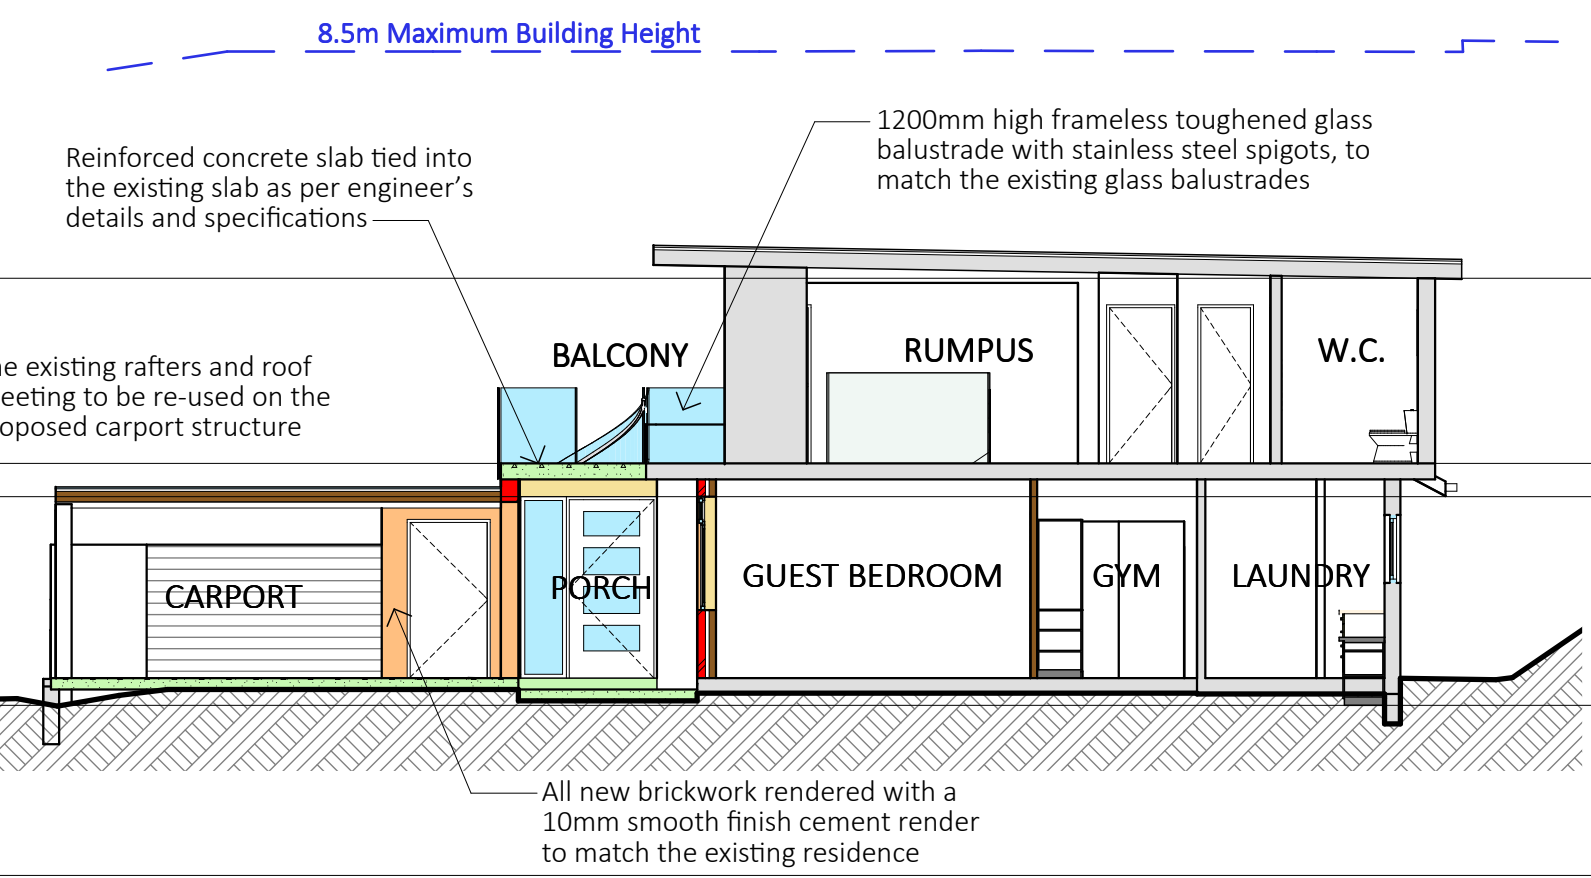 8.5m Maximum Building Height
1200mm high frameless toughened glass
balustrade with stainless steel spigots, to
match the existing glass balustrades
Reinforced concrete slab tied into
the existing slab as per engineer’s
details and specifications
BALCONY
RUMPUS
W.C.
existing rafters and roof
to be re-used on the
carport structure
CARPORT
PORCH
GUEST BEDROOM
GYM
LAUNDRY
All new brickwork rendered with a
10mm smooth finish cement render
to match the existing residence